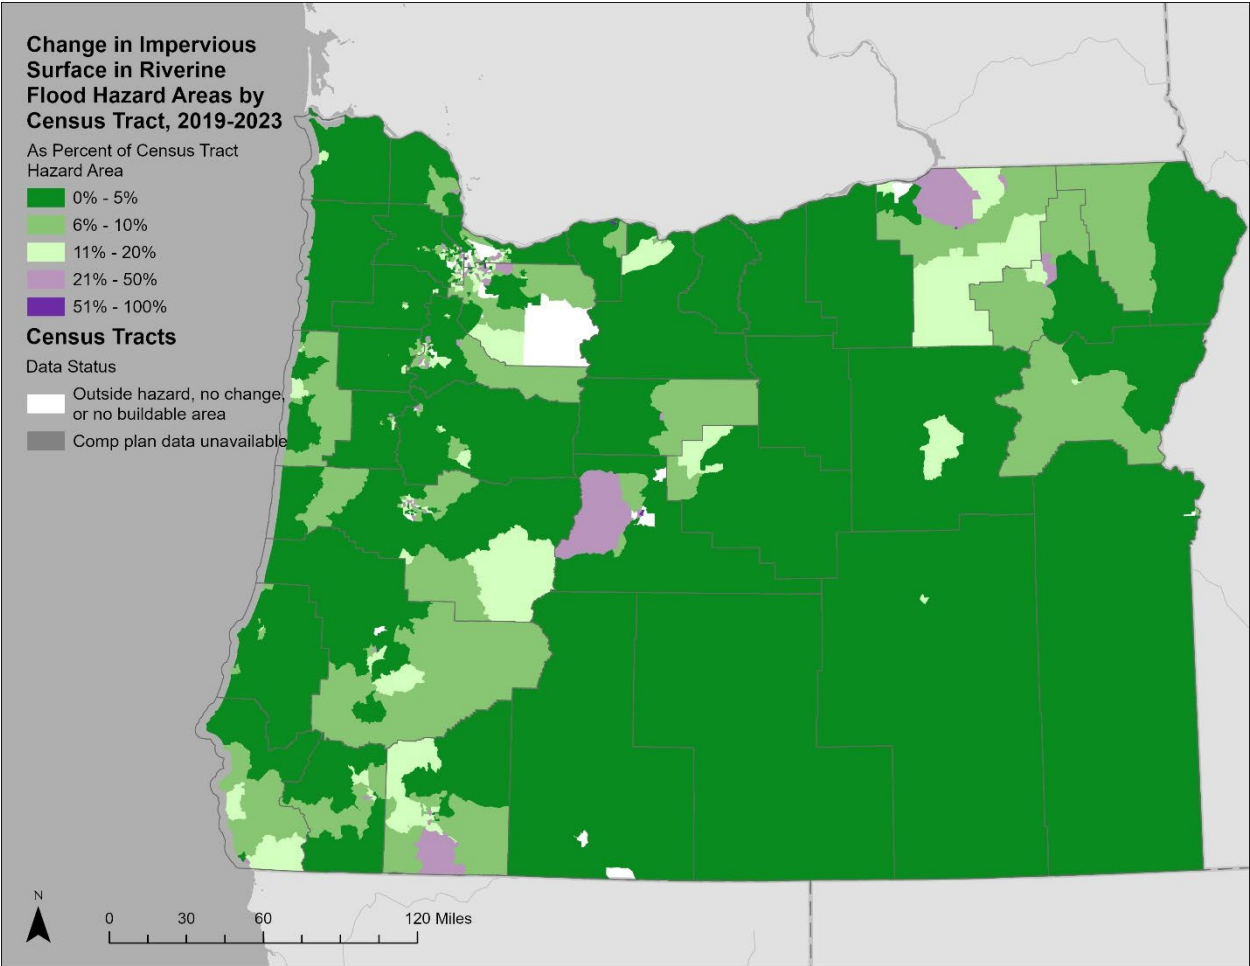 Change in Impervious
Surface in Riverine
Flood Hazard Areas by
Census Tract, 2019-2023
As Percent of Census Tract
Hazard Area
0% - 5%
6% - 10%
11% - 20%
21% - 50%
51% - 100%
Census Tracts
Data Status
Outside hazard, no change,
or no buildable area
Comp plan data unavailable
N
0 30 60 120 Miles